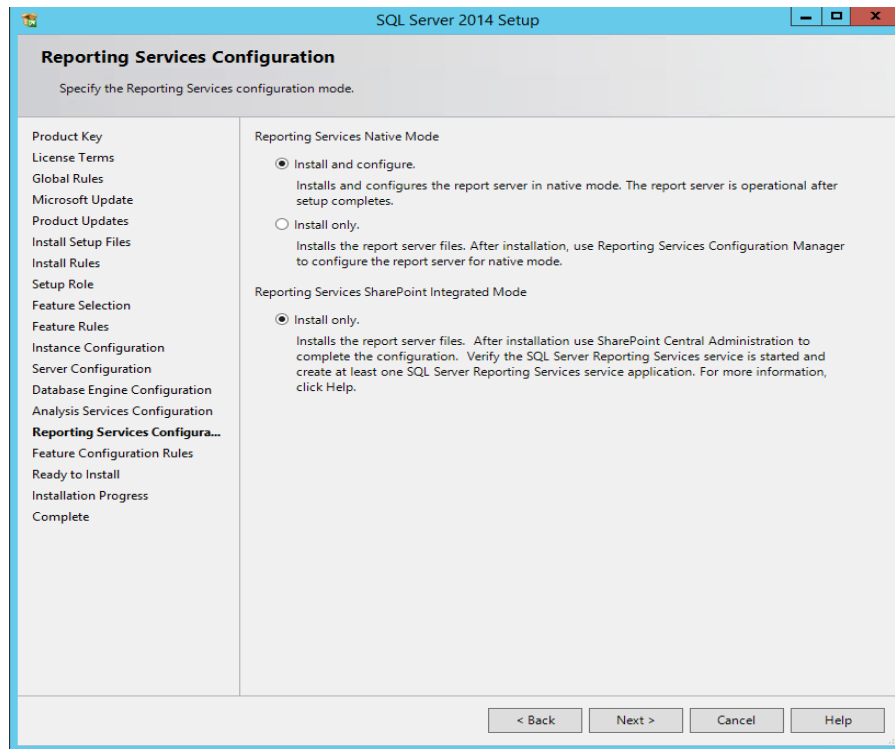 SQL Server 2014 Setup
Reporting Services Configuration
Specify the Reporting Services configuration mode.
Product Key
License Terms
Global Rules
Microsoft Update
Product Updates
Install Setup Files
Install Rules
Setup Role
Feature Selection
Feature Rules
Instance Configuration
Server Configuration
Database Engine Configuration
Analysis Services Configuration
Reporting Services Configura...
Feature Configuration Rules
Ready to Install
Installation Progress
Complete
Reporting Services Native Mode
Install and configure.
Installs and configures the report server in native mode. The report server is operational after
setup completes.
Install only.
Installs the report server files. After installation, use Reporting Services Configuration Manager
to configure the report server for native mode.
Reporting Services SharePoint Integrated Mode
Install only.
Installs the report server files.  After installation use SharePoint Central Administration to
complete the configuration.  Verify the SQL Server Reporting Services service is started and
create at least one SQL Server Reporting Services service application. For more information,
click Help.
< Back
Next >
Cancel
Help